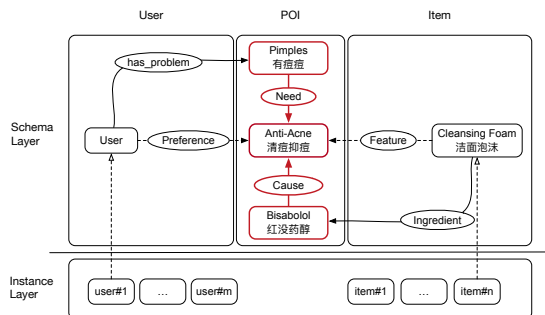 User
POI
Item
Pimples
有痘痘
has_problem
Need
Schema
Layer
User
Preference
Anti-Acne
清痘抑痘
Feature
Cleansing Foam
洁面泡沫
Cause
Bisabolol
红没药醇
Ingredient
Instance
Layer
user#1
...
user#m
item#1
...
item#n